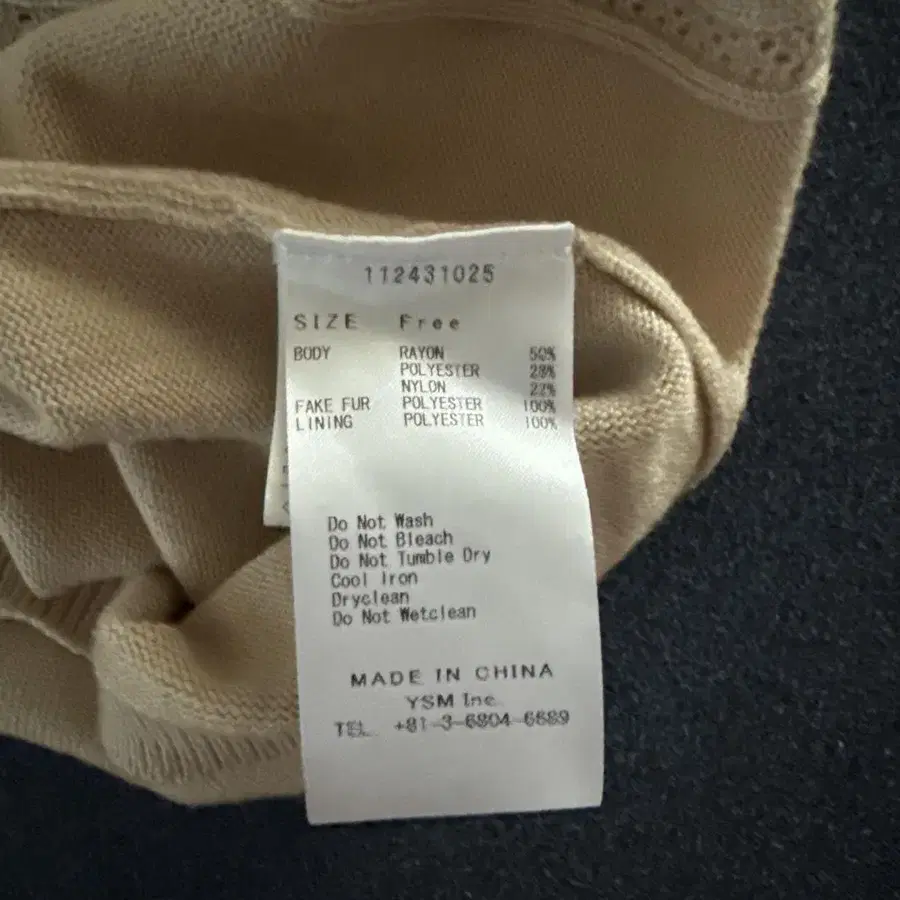 112431025
SIZE Free
BODY RAYON 50%
POLYESTER 28%
NYLON 22%
FAKE FUR POLYESTER 100%
LINING POLYESTER 100%
Do Not Wash
Do Not Bleach
Do Not Tumble Dry
Cool Iron
Dryclean
Do Not Wetclean
MADE IN CHINA
YSM Inc.
TEL. +81-3-6804-6689